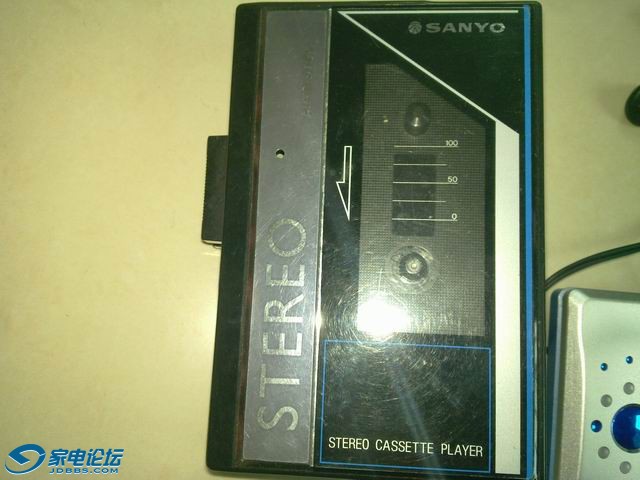 SANYO
100
50
0
STEREO
STEREO CASSETTE PLAYER
家电论坛
JDBBS.COM